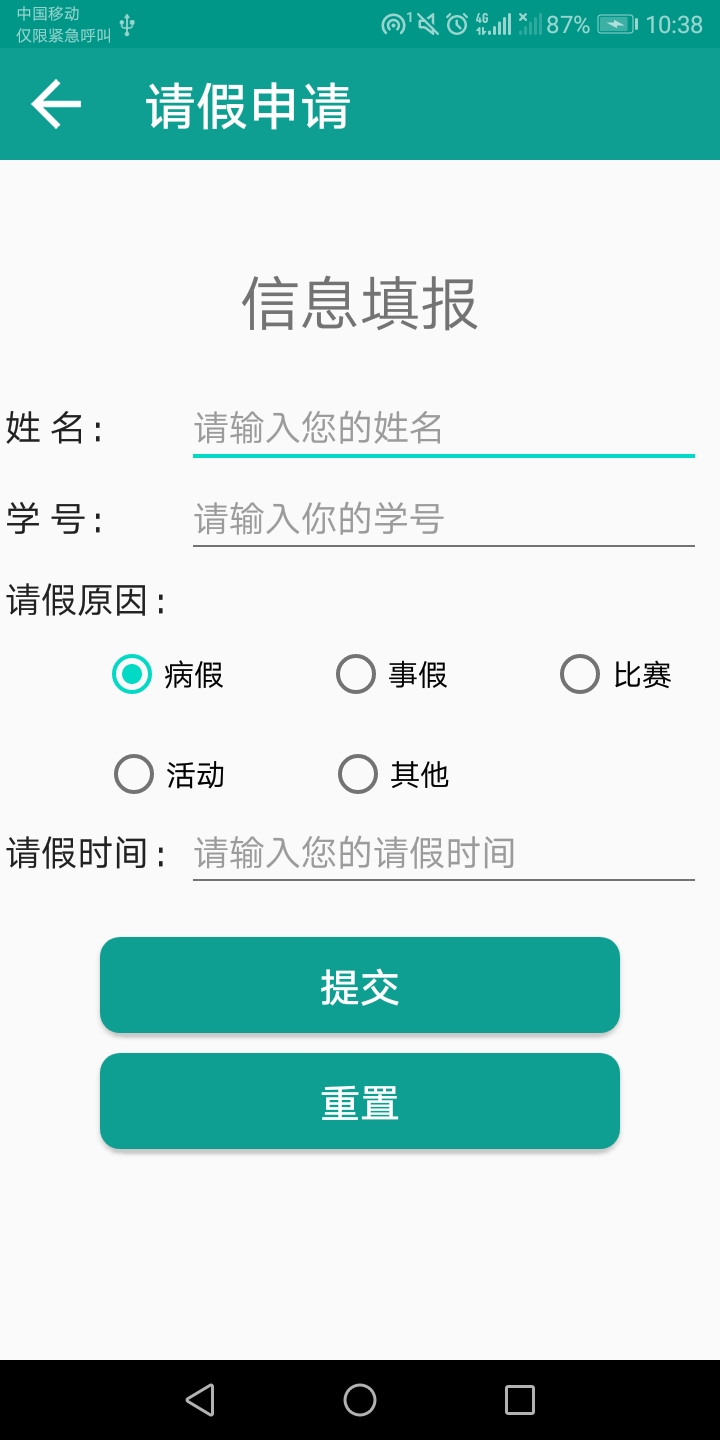 中国移动
仅限紧急呼叫
1 4G 87% 10:38
请假申请
信息填报
姓 名: 请输入您的姓名
学 号: 请输入你的学号
请假原因:
病假 事假 比赛
活动 其他
请假时间: 请输入您的请假时间
提交
重置